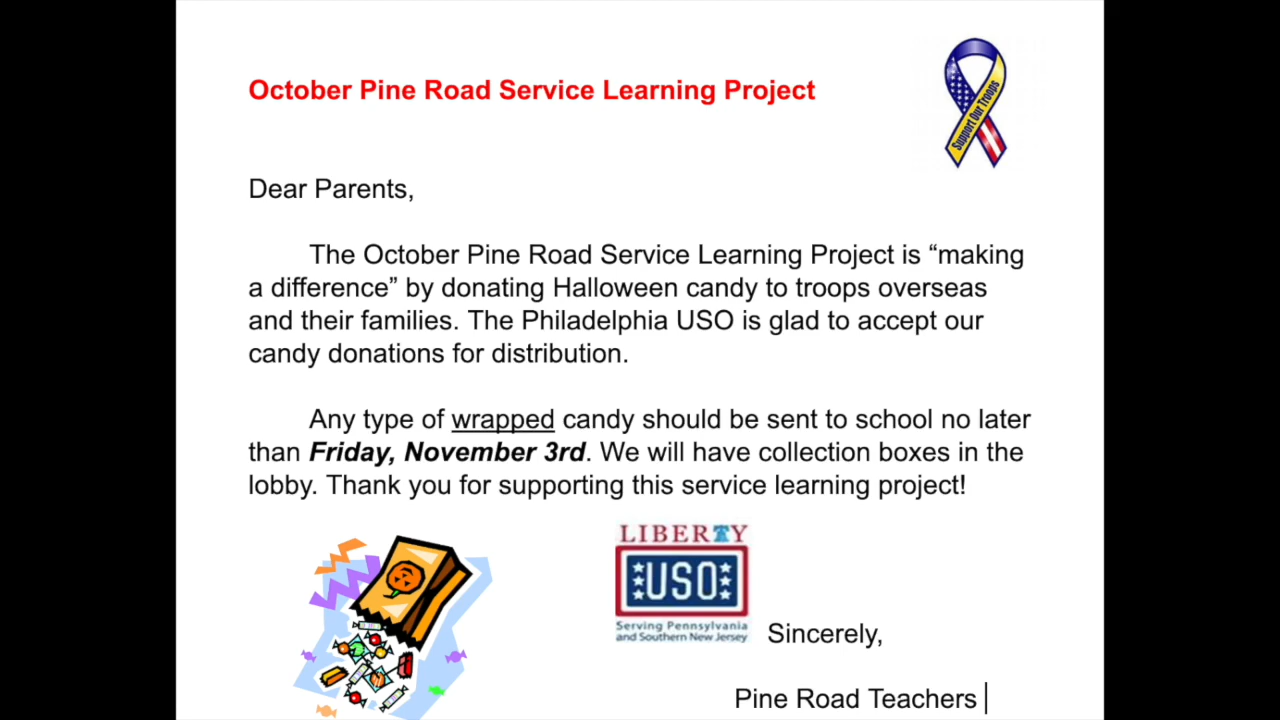 October Pine Road Service Learning Project
Support Our Troops
Dear Parents,
The October Pine Road Service Learning Project is “making
a difference” by donating Halloween candy to troops overseas
and their families. The Philadelphia USO is glad to accept our
candy donations for distribution.
Any type of wrapped candy should be sent to school no later
than Friday, November 3rd. We will have collection boxes in the
lobby. Thank you for supporting this service learning project!
LIBERTY
USO
Serving Pennsylvania
and Southern New Jersey
Sincerely,
Pine Road Teachers